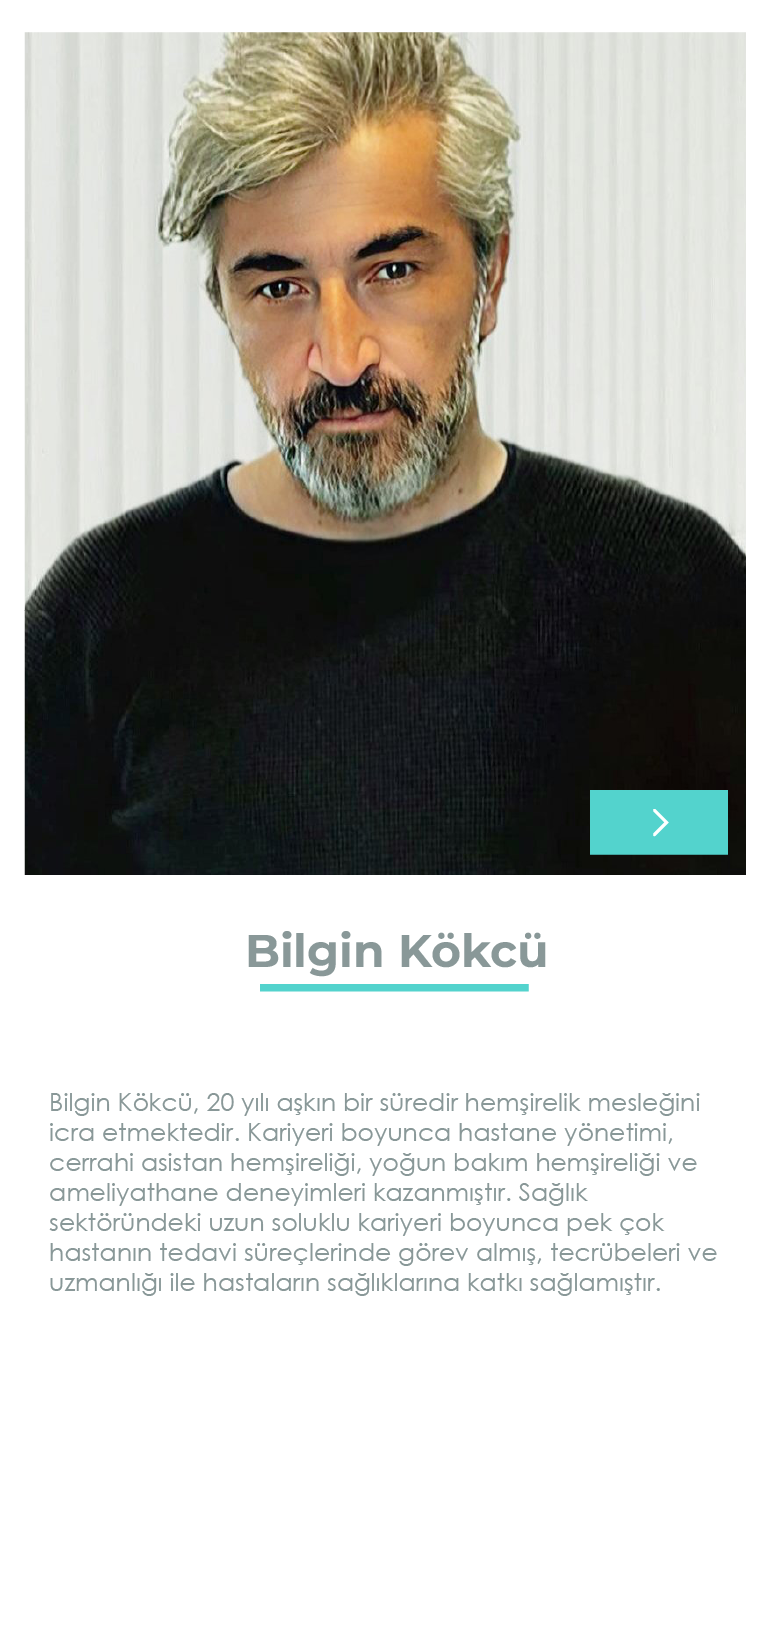 Bilgin Kökcü
Bilgin Kökcü, 20 yılı aşkın bir süredir hemşirelik mesleğini
icra etmektedir. Kariyeri boyunca hastane yönetimi,
cerrahi asistan hemşireliği, yoğun bakım hemşireliği ve
ameliyathane deneyimleri kazanmıştır. Sağlık
sektöründeki uzun soluklu kariyeri boyunca pek çok
hastanın tedavi süreçlerinde görev almış, tecrübeleri ve
uzmanlığı ile hastaların sağlıklarına katkı sağlamıştır.